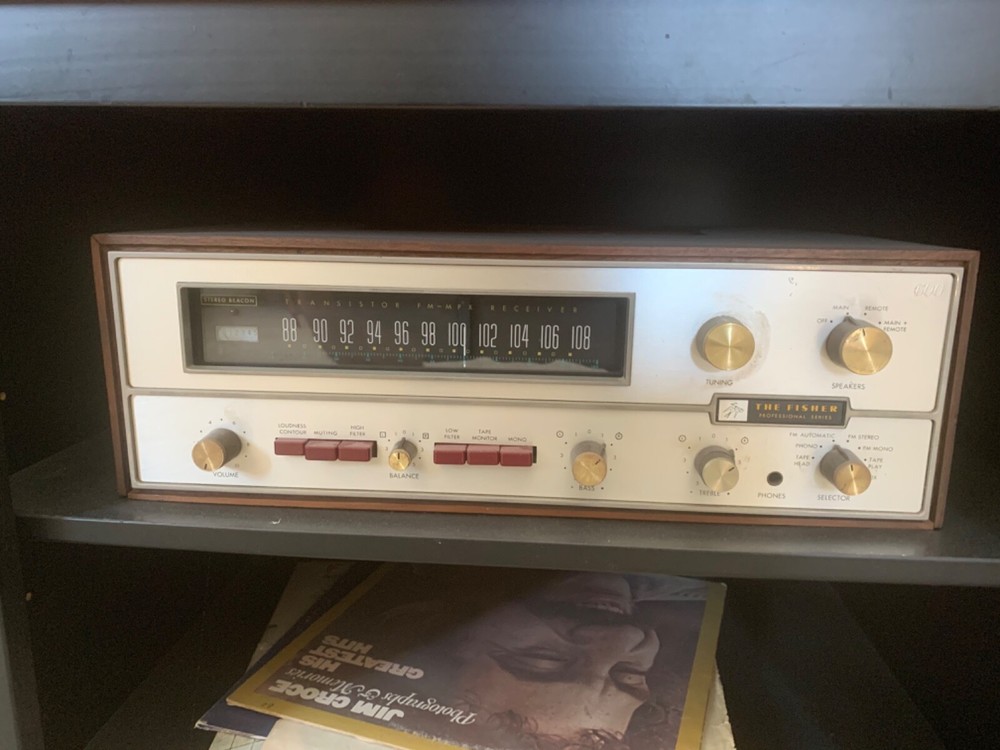 STEREO BEACON
TRANSISTOR FM-MPX RECEIVER
88 90 92 94 96 98 100 102 104 106 108
TUNING
OFF
MAIN
REMOTE
MAIN +
REMOTE
SPEAKERS
THE FISHER
PROFESSIONAL SERIES
VOLUME
LOUDNESS
CONTOUR
MUTING
HIGH
FILTER
BALANCE
LOW
FILTER
TAPE
MONITOR
MONO
BASS
TREBLE
PHONES
FM AUTOMATIC
FM STEREO
PHONO
FM MONO
TAPE
HEAD
TAPE
SELECTOR
JIM CROCE
Photographs & Memories
HIS
GREATEST
HITS